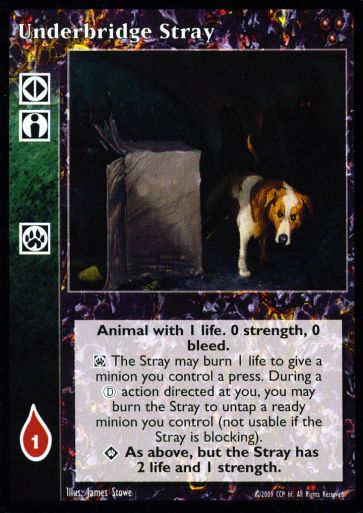 Underbridge Stray
Animal with 1 life. 0 strength, 0
bleed.
The Stray may burn 1 life to give a
minion you control a press. During a
D action directed at you, you may
burn the Stray to untap a ready
minion you control (not usable if the
Stray is blocking).
As above, but the Stray has
2 life and 1 strength.
1
Illus: James Stowe
©2009 CCP hf. All Rights Reserved